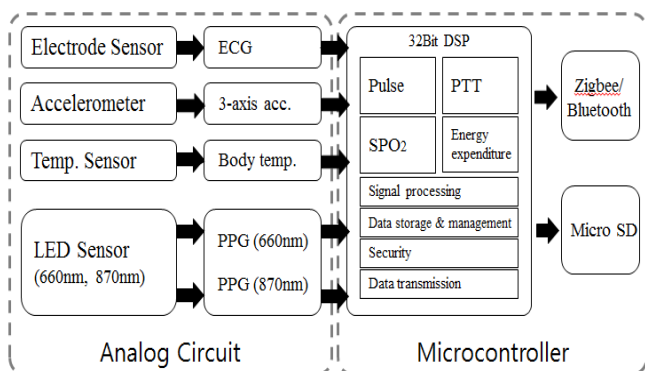 Electrode Sensor
ECG
Accelerometer
3-axis acc.
Temp. Sensor
Body temp.
LED Sensor
(660nm, 870nm)
PPG (660nm)
PPG (870nm)
Analog Circuit
32Bit DSP
Pulse
PTT
SPO2
Energy
expenditure
Signal processing
Data storage & management
Security
Data transmission
Zigbee/
Bluetooth
Micro SD
Microcontroller